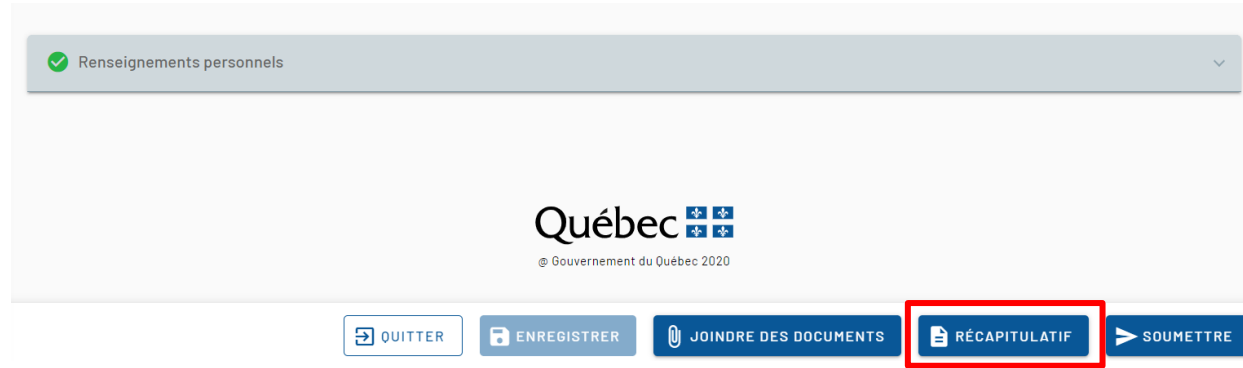 Renseignements personnels
Québec
@ Gouvernement du Québec 2020
QUITTER
ENREGISTRER
JOINDRE DES DOCUMENTS
RÉCAPITULATIF
SOUMETTRE